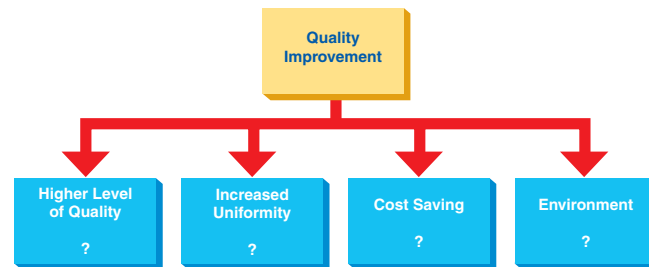 Quality
Improvement
Higher Level
of Quality
?
Increased
Uniformity
?
Cost Saving
?
Environment
?